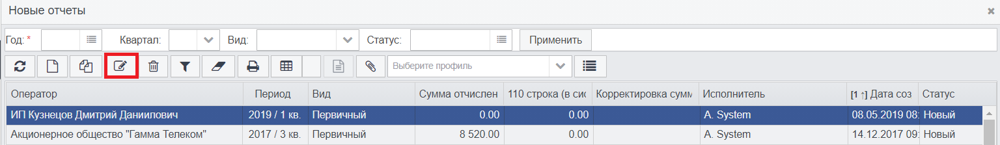 Новые отчеты
Год: * Квартал: Вид: Статус: Применить
Выберите профиль
Оператор Период Вид Сумма отчислен 110 строка (в сис Корректировка сумм Исполнитель [1 ↑] Дата соз Статус
ИП Кузнецов Дмитрий Даниилович 2019 / 1 кв. Первичный 0.00 0.00 A. System 08.05.2019 08: Новый
Акционерное общество "Гамма Телеком" 2017 / 3 кв. Первичный 8 520.00 0.00 A. System 14.12.2017 09: Новый